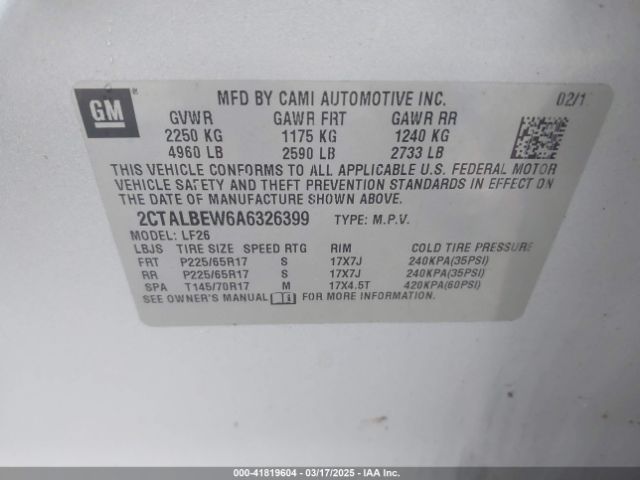 GM
MFD BY CAMI AUTOMOTIVE INC. 02/1
GVWR GAWR FRT GAWR RR
2250 KG 1175 KG 1240 KG
4960 LB 2590 LB 2733 LB
THIS VEHICLE CONFORMS TO ALL APPLICABLE U.S. FEDERAL MOTOR
VEHICLE SAFETY AND THEFT PREVENTION STANDARDS IN EFFECT ON
THE DATE OF MANUFACTURE SHOWN ABOVE.
2CTALBEW6A6326399 TYPE: M.P.V.
MODEL: LF26
LBJS TIRE SIZE SPEED RTG RIM COLD TIRE PRESSURE
FRT P225/65R17 S 17X7J 240KPA(35PSI)
RR P225/65R17 S 17X7J 240KPA(35PSI)
SPA T145/70R17 M 17X4.5T 420KPA(60PSI)
SEE OWNER'S MANUAL FOR MORE INFORMATION.
000-41819604 — 03/17/2025 — IAA Inc.